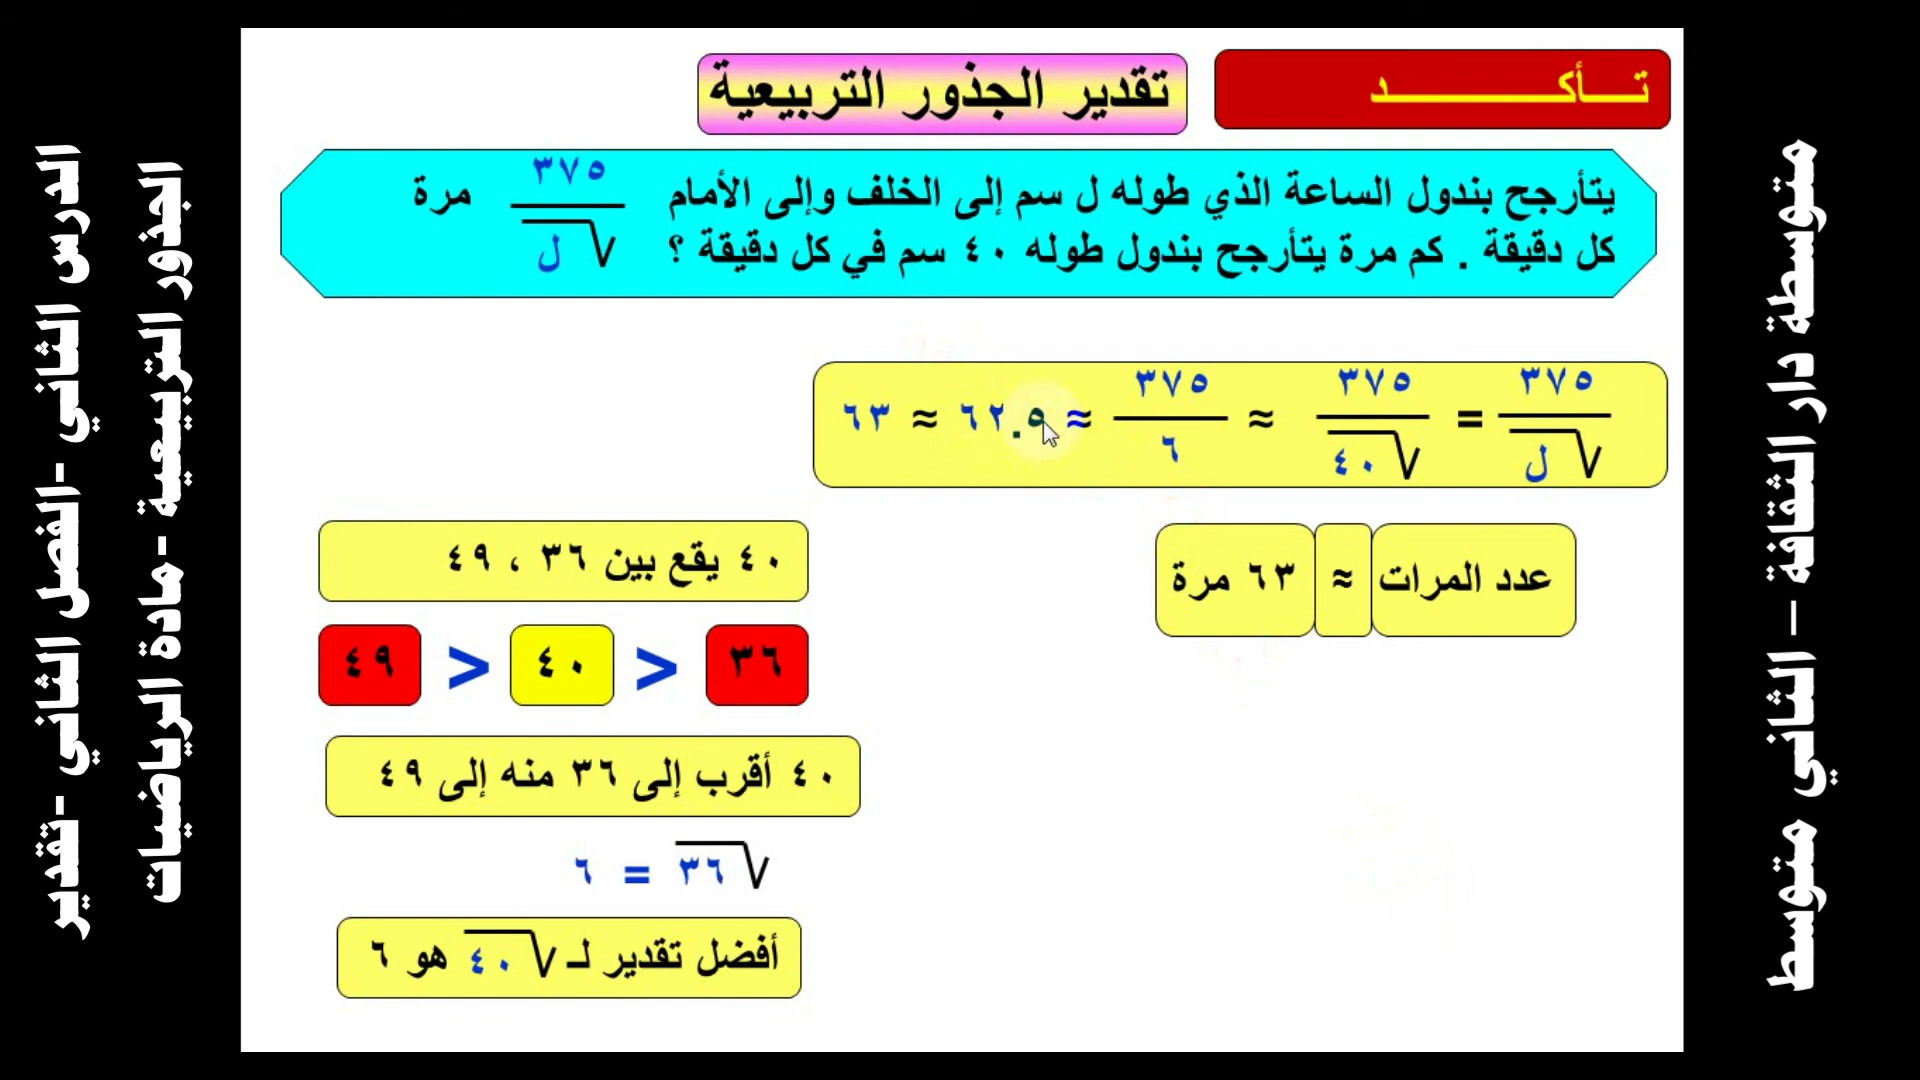 تـــأكـــــــــــــــد
تقدير الجذور التربيعية
يتأرجح بندول الساعة الذي طوله ل سم إلى الخلف وإلى الأمام ٣٧٥ / √ل مرة
كل دقيقة . كم مرة يتأرجح بندول طوله ٤٠ سم في كل دقيقة ؟
٣٧٥ / √ل = ٣٧٥ / √٤٠ ≈ ٣٧٥ / ٦ ≈ ٦٢.٥ ≈ ٦٣
عدد المرات ≈ ٦٣ مرة
٤٠ يقع بين ٣٦ ، ٤٩
٣٦ > ٤٠ > ٤٩
٤٠ أقرب إلى ٣٦ منه إلى ٤٩
√٣٦ = ٦
أفضل تقدير لـ √٤٠ هو ٦
متوسطة دار الثقافة – الثاني متوسط
الدرس الثاني -الفصل الثاني -تقدير
الجذور التربيعية -مادة الرياضيات